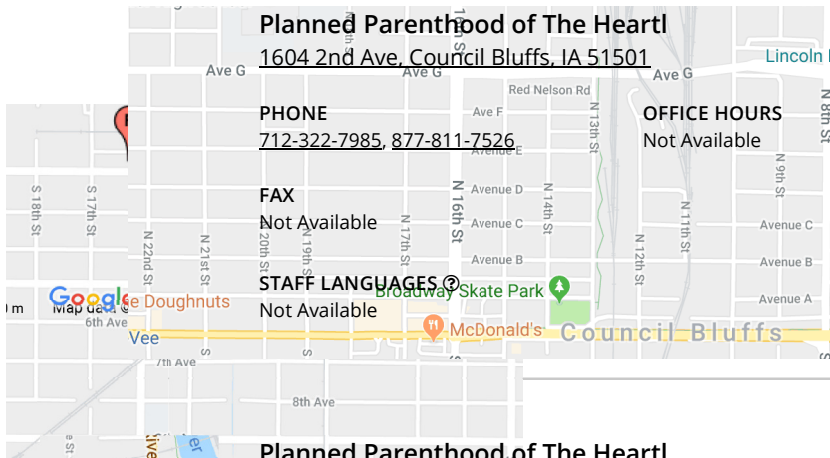 Planned Parenthood of The Heartl
1604 2nd Ave, Council Bluffs, IA 51501
Lincoln
Ave G
Ave G
Ave G
Red Nelson Rd
N 8th St
PHONE
OFFICE HOURS
Ave F
N 13th St
712-322-7985, 877-811-7526
Not Available
Avenue E
N 9th St
S 18th St
S 17th St
FAX
Avenue D
N 16th St
N 14th St
N 11th St
Not Available
N 17th St
Avenue C
Avenue C
N 22nd St
N 21st St
20th St
N 19th St
N 12th St
Avenue B
Avenue B
STAFF LANGUAGES
Broadway Skate Park
Google
e Doughnuts
Not Available
Avenue A
m
Map data ©
6th Ave
Vee
McDonald's
Council Bluffs
7th Ave
8th Ave
Planned Parenthood of The Heartl